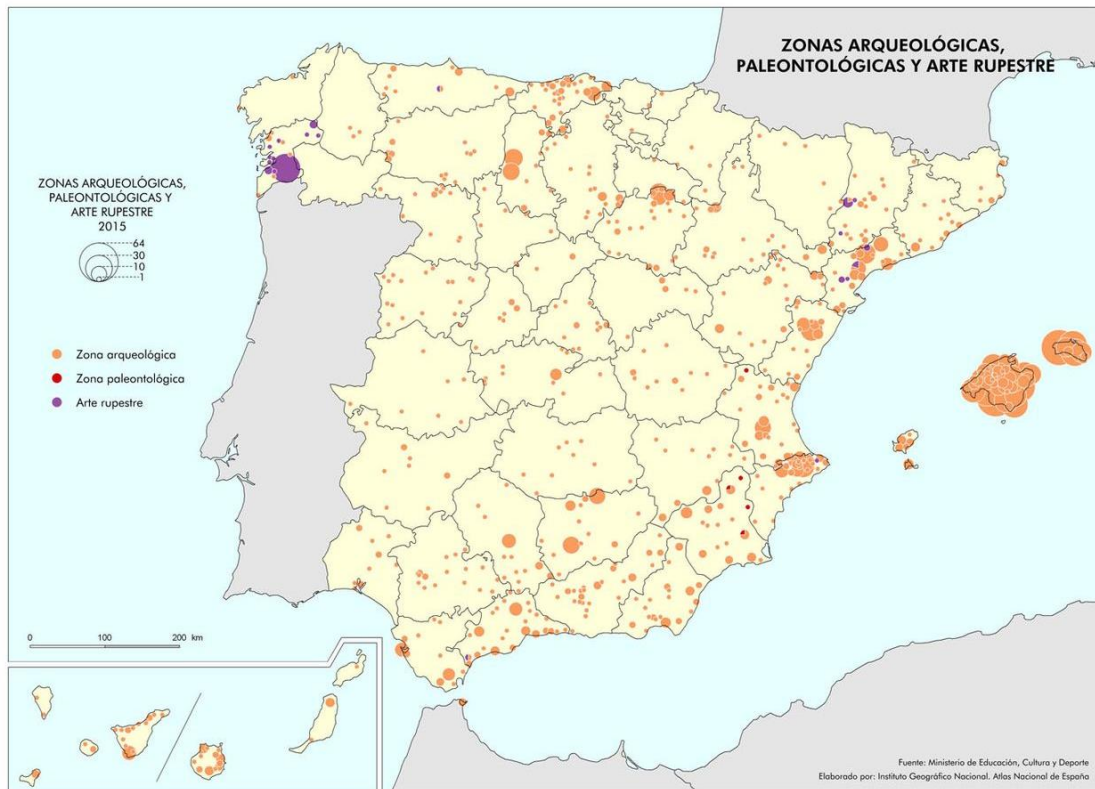 ZONAS ARQUEOLÓGICAS,
PALEONTOLÓGICAS Y ARTE RUPESTRE
ZONAS ARQUEOLÓGICAS,
PALEONTOLÓGICAS Y
ARTE RUPESTRE
2015
64
30
10
1
Zona arqueológica
Zona paleontológica
Arte rupestre
0 100 200 km
Fuente: Ministerio de Educación, Cultura y Deporte
Elaborado por: Instituto Geográfico Nacional. Atlas Nacional de España